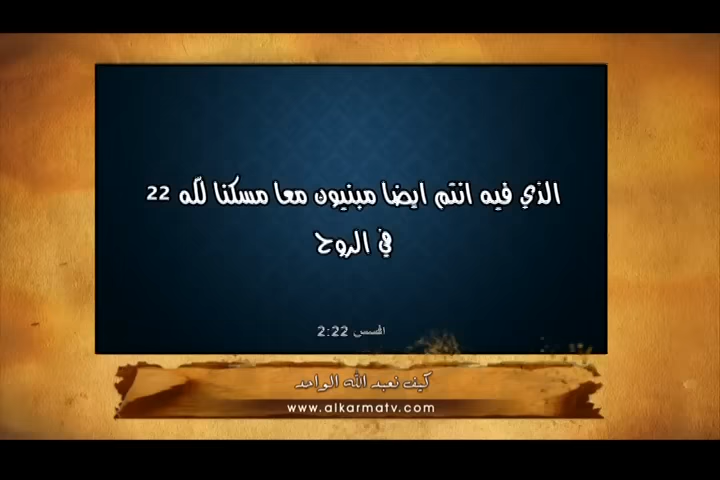 الذي فيه انتم ايضا مبنيون معا مسكنا لله 22
في الروح
2:22
كيف نعبد الله الواحد
www.alkarmatv.com